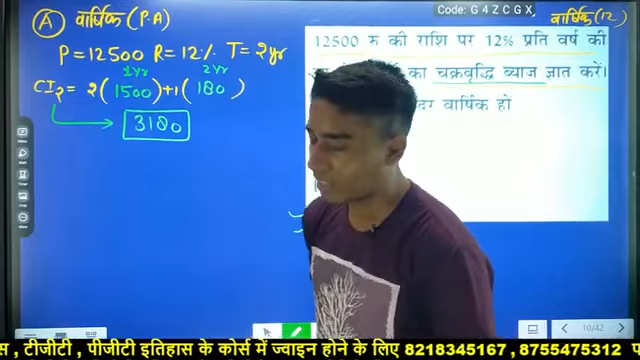 Code: G 4 Z C G X
(A) वार्षिक (P.A)
वार्षिक (12)
P = 12500 R = 12% T = 2yr
1yr 2yr
CI₂ = 2(1500) + 1(180)
3180
12500 रु की राशि पर 12% प्रति वर्ष की
का चक्रवृद्धि ब्याज ज्ञात करें।
दर वार्षिक हो
10/42
, टीजीटी , पीजीटी इतिहास के कोर्स में ज्वाइन होने के लिए 8218345167 , 8755475312